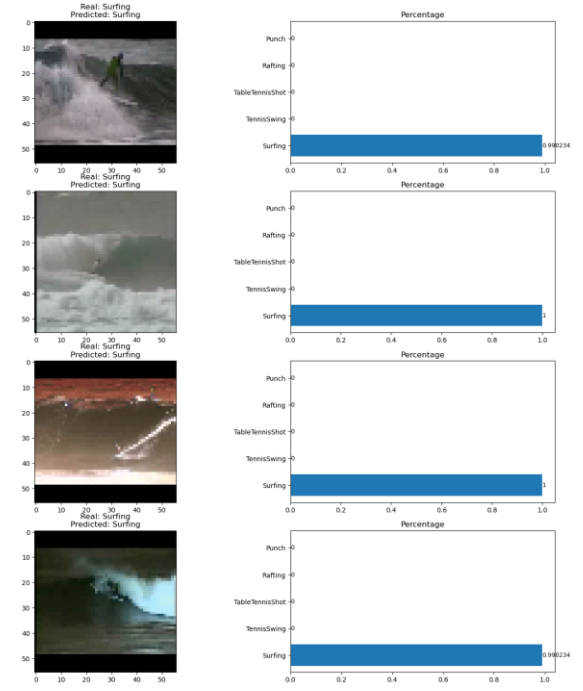 Real: Surfing
Predicted: Surfing
0
10
20
30
40
50
0 10 20 30 40 50
Percentage
Punch 0
Rafting 0
TableTennisShot 0
TennisSwing 0
Surfing 0.990234
0.0 0.2 0.4 0.6 0.8 1.0
Real: Surfing
Predicted: Surfing
0
10
20
30
40
50
0 10 20 30 40 50
Percentage
Punch 0
Rafting 0
TableTennisShot 0
TennisSwing 0
Surfing 1
0.0 0.2 0.4 0.6 0.8 1.0
Real: Surfing
Predicted: Surfing
0
10
20
30
40
50
0 10 20 30 40 50
Percentage
Punch 0
Rafting 0
TableTennisShot 0
TennisSwing 0
Surfing 1
0.0 0.2 0.4 0.6 0.8 1.0
Real: Surfing
Predicted: Surfing
0
10
20
30
40
50
0 10 20 30 40 50
Percentage
Punch 0
Rafting 0
TableTennisShot 0
TennisSwing 0
Surfing 0.990234
0.0 0.2 0.4 0.6 0.8 1.0